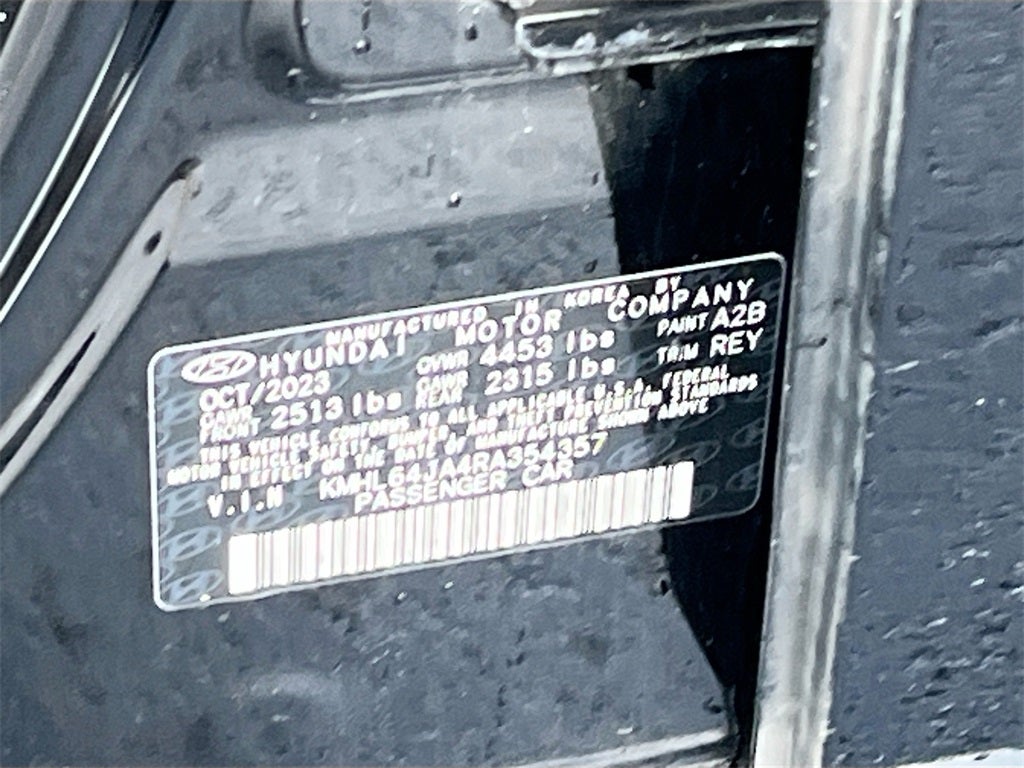 MANUFACTURED IN KOREA BY
HYUNDAI MOTOR COMPANY
OCT/2023 GVWR 4453 lbs PAINT A2B
GAWR FRONT 2513 lbs GAWR REAR 2315 lbs TRIM REY
THIS VEHICLE CONFORMS TO ALL APPLICABLE U.S.A. FEDERAL
MOTOR VEHICLE SAFETY, BUMPER, AND THEFT PREVENTION STANDARDS
IN EFFECT ON THE DATE OF MANUFACTURE SHOWN ABOVE
V.I.N KMHL64JA4RA354357
PASSENGER CAR